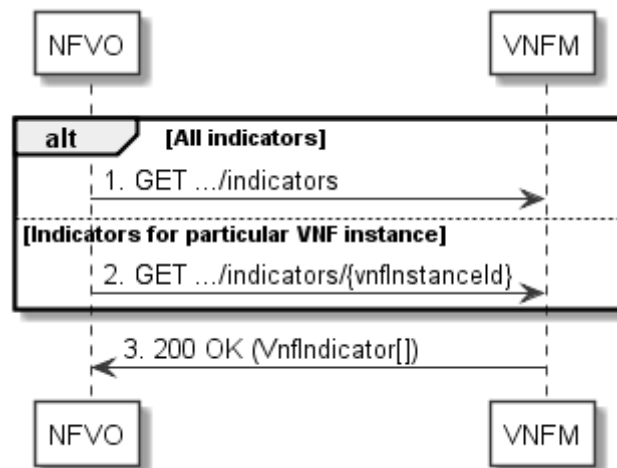 NFVO VNFM
alt [All indicators]
1. GET .../indicators
[Indicators for particular VNF instance]
2. GET .../indicators/{vnfInstanceId}
3. 200 OK (VnfIndicator[])
NFVO VNFM